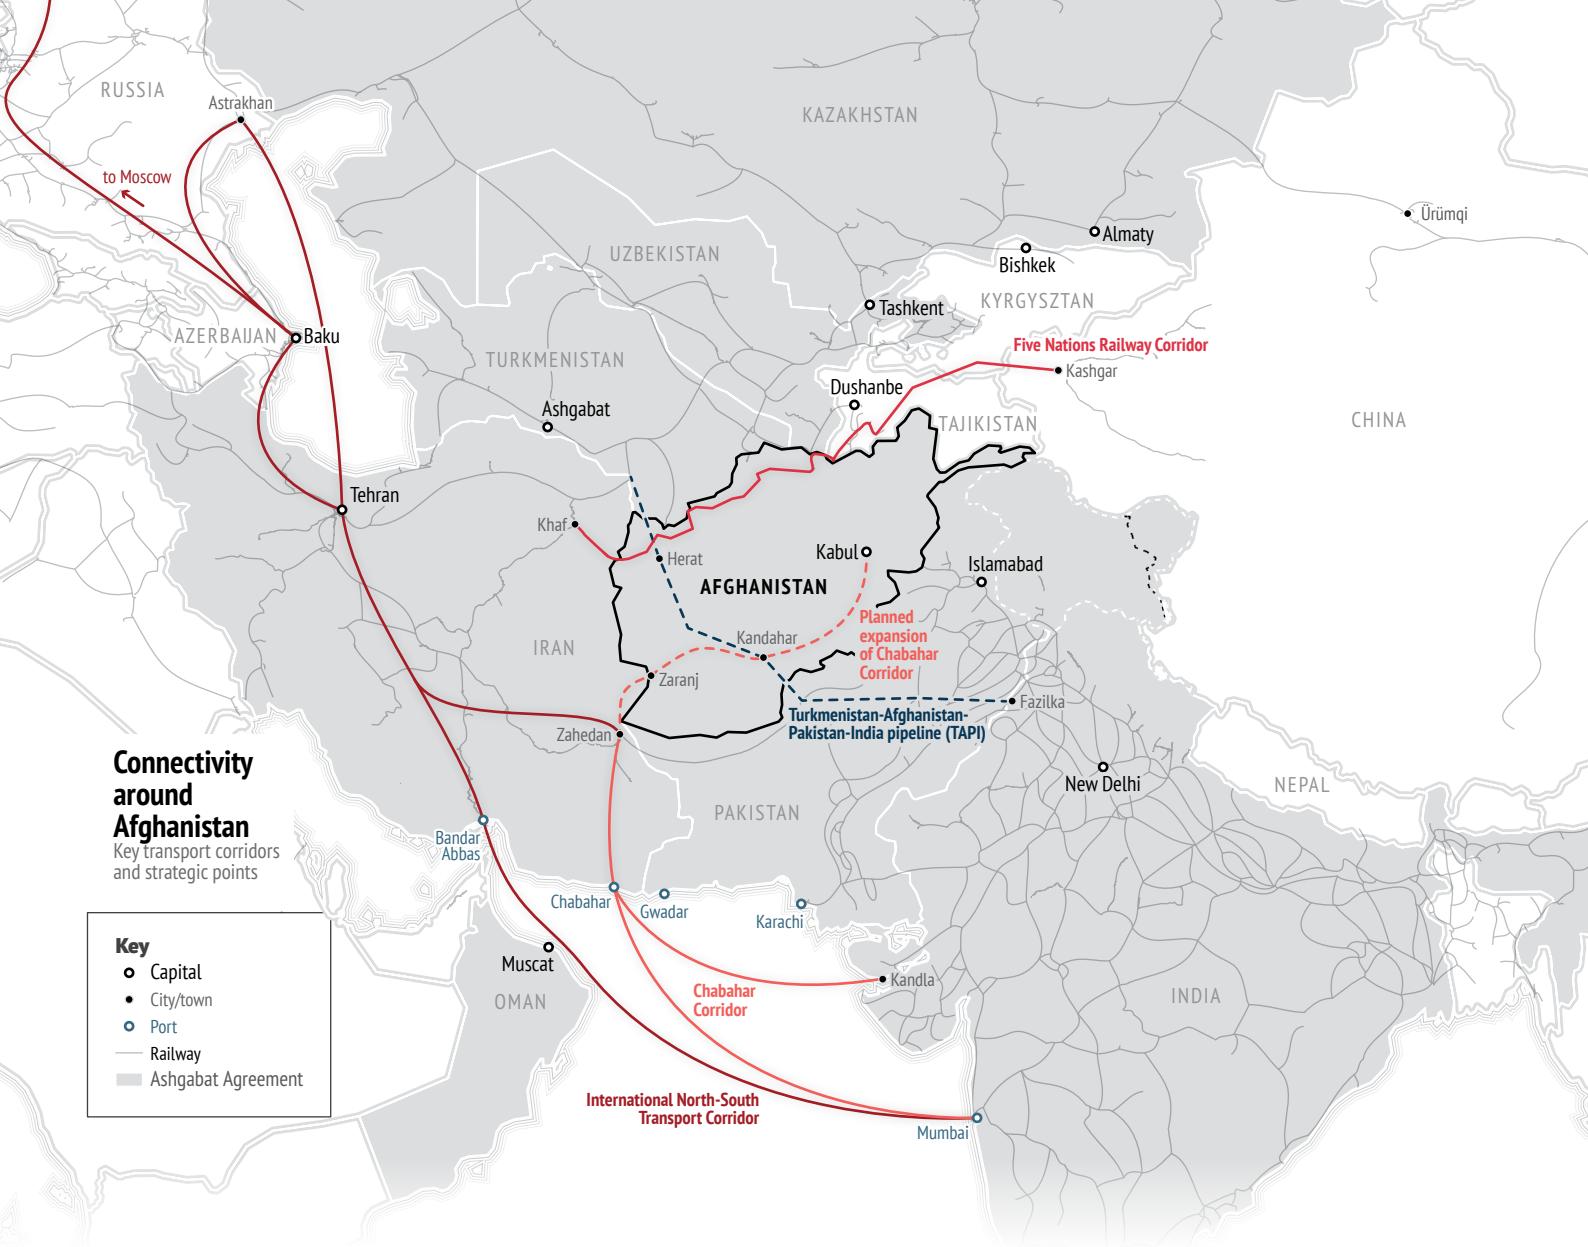 RUSSIA
Astrakhan
KAZAKHSTAN
to Moscow
Ürümqi
Almaty
UZBEKISTAN
Bishkek
KYRGYSZTAN
Tashkent
AZERBAIJAN
Baku
Five Nations Railway Corridor
TURKMENISTAN
Kashgar
Dushanbe
Ashgabat
TAJIKISTAN
CHINA
Tehran
Khaf
Herat
Kabul
Islamabad
AFGHANISTAN
Planned
expansion
of Chabahar
Corridor
Kandahar
IRAN
Zaranj
Fazilka
Turkmenistan-Afghanistan-
Pakistan-India pipeline (TAPI)
Zahedan
Connectivity
around
Afghanistan
Key transport corridors
and strategic points
New Delhi
NEPAL
PAKISTAN
Bandar
Abbas
Chabahar
Gwadar
Karachi
Key
Capital
City/town
Port
Railway
Ashgabat Agreement
Muscat
OMAN
Kandla
Chabahar
Corridor
INDIA
International North-South
Transport Corridor
Mumbai